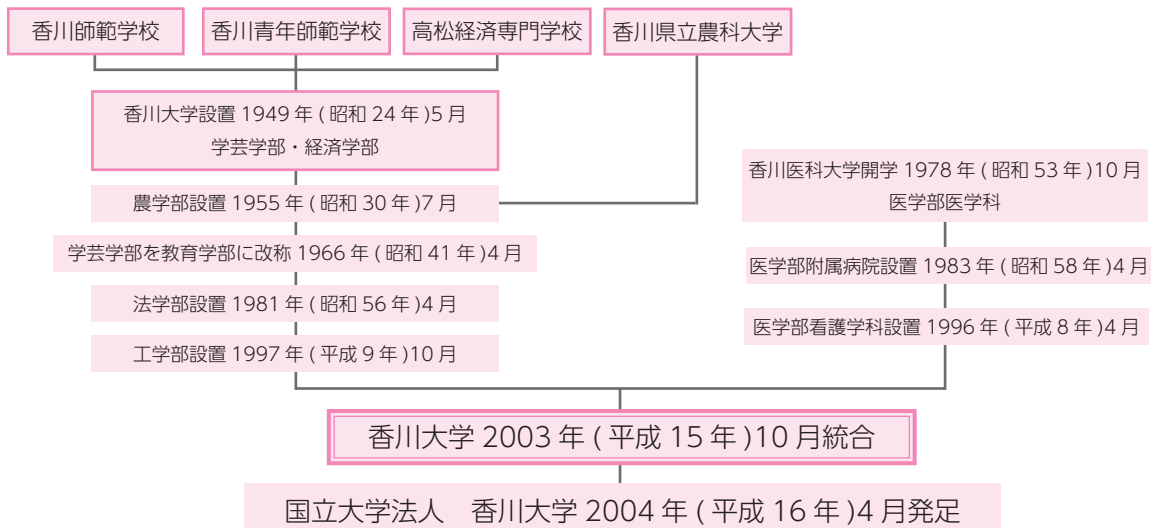 香川師範学校
香川青年師範学校
高松経済専門学校
香川県立農科大学
香川大学設置 1949 年 ( 昭和 24 年 )5 月
学芸学部・経済学部
農学部設置 1955 年 ( 昭和 30 年 )7 月
学芸学部を教育学部に改称 1966 年 ( 昭和 41 年 )4 月
法学部設置 1981 年 ( 昭和 56 年 )4 月
工学部設置 1997 年 ( 平成 9 年 )10 月
香川医科大学開学 1978 年 ( 昭和 53 年 )10 月
医学部医学科
医学部附属病院設置 1983 年 ( 昭和 58 年 )4 月
医学部看護学科設置 1996 年 ( 平成 8 年 )4 月
香川大学 2003 年 ( 平成 15 年 )10 月統合
国立大学法人　香川大学 2004 年 ( 平成 16 年 )4 月発足